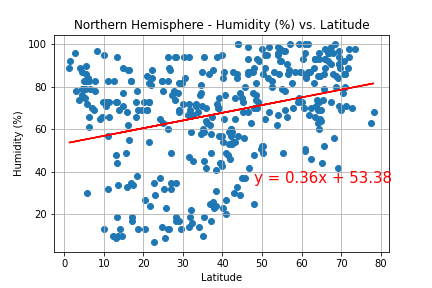 Northern Hemisphere - Humidity (%) vs. Latitude
100
80
60
40
20
Humidity (%)
y = 0.36x + 53.38
0 10 20 30 40 50 60 70 80
Latitude